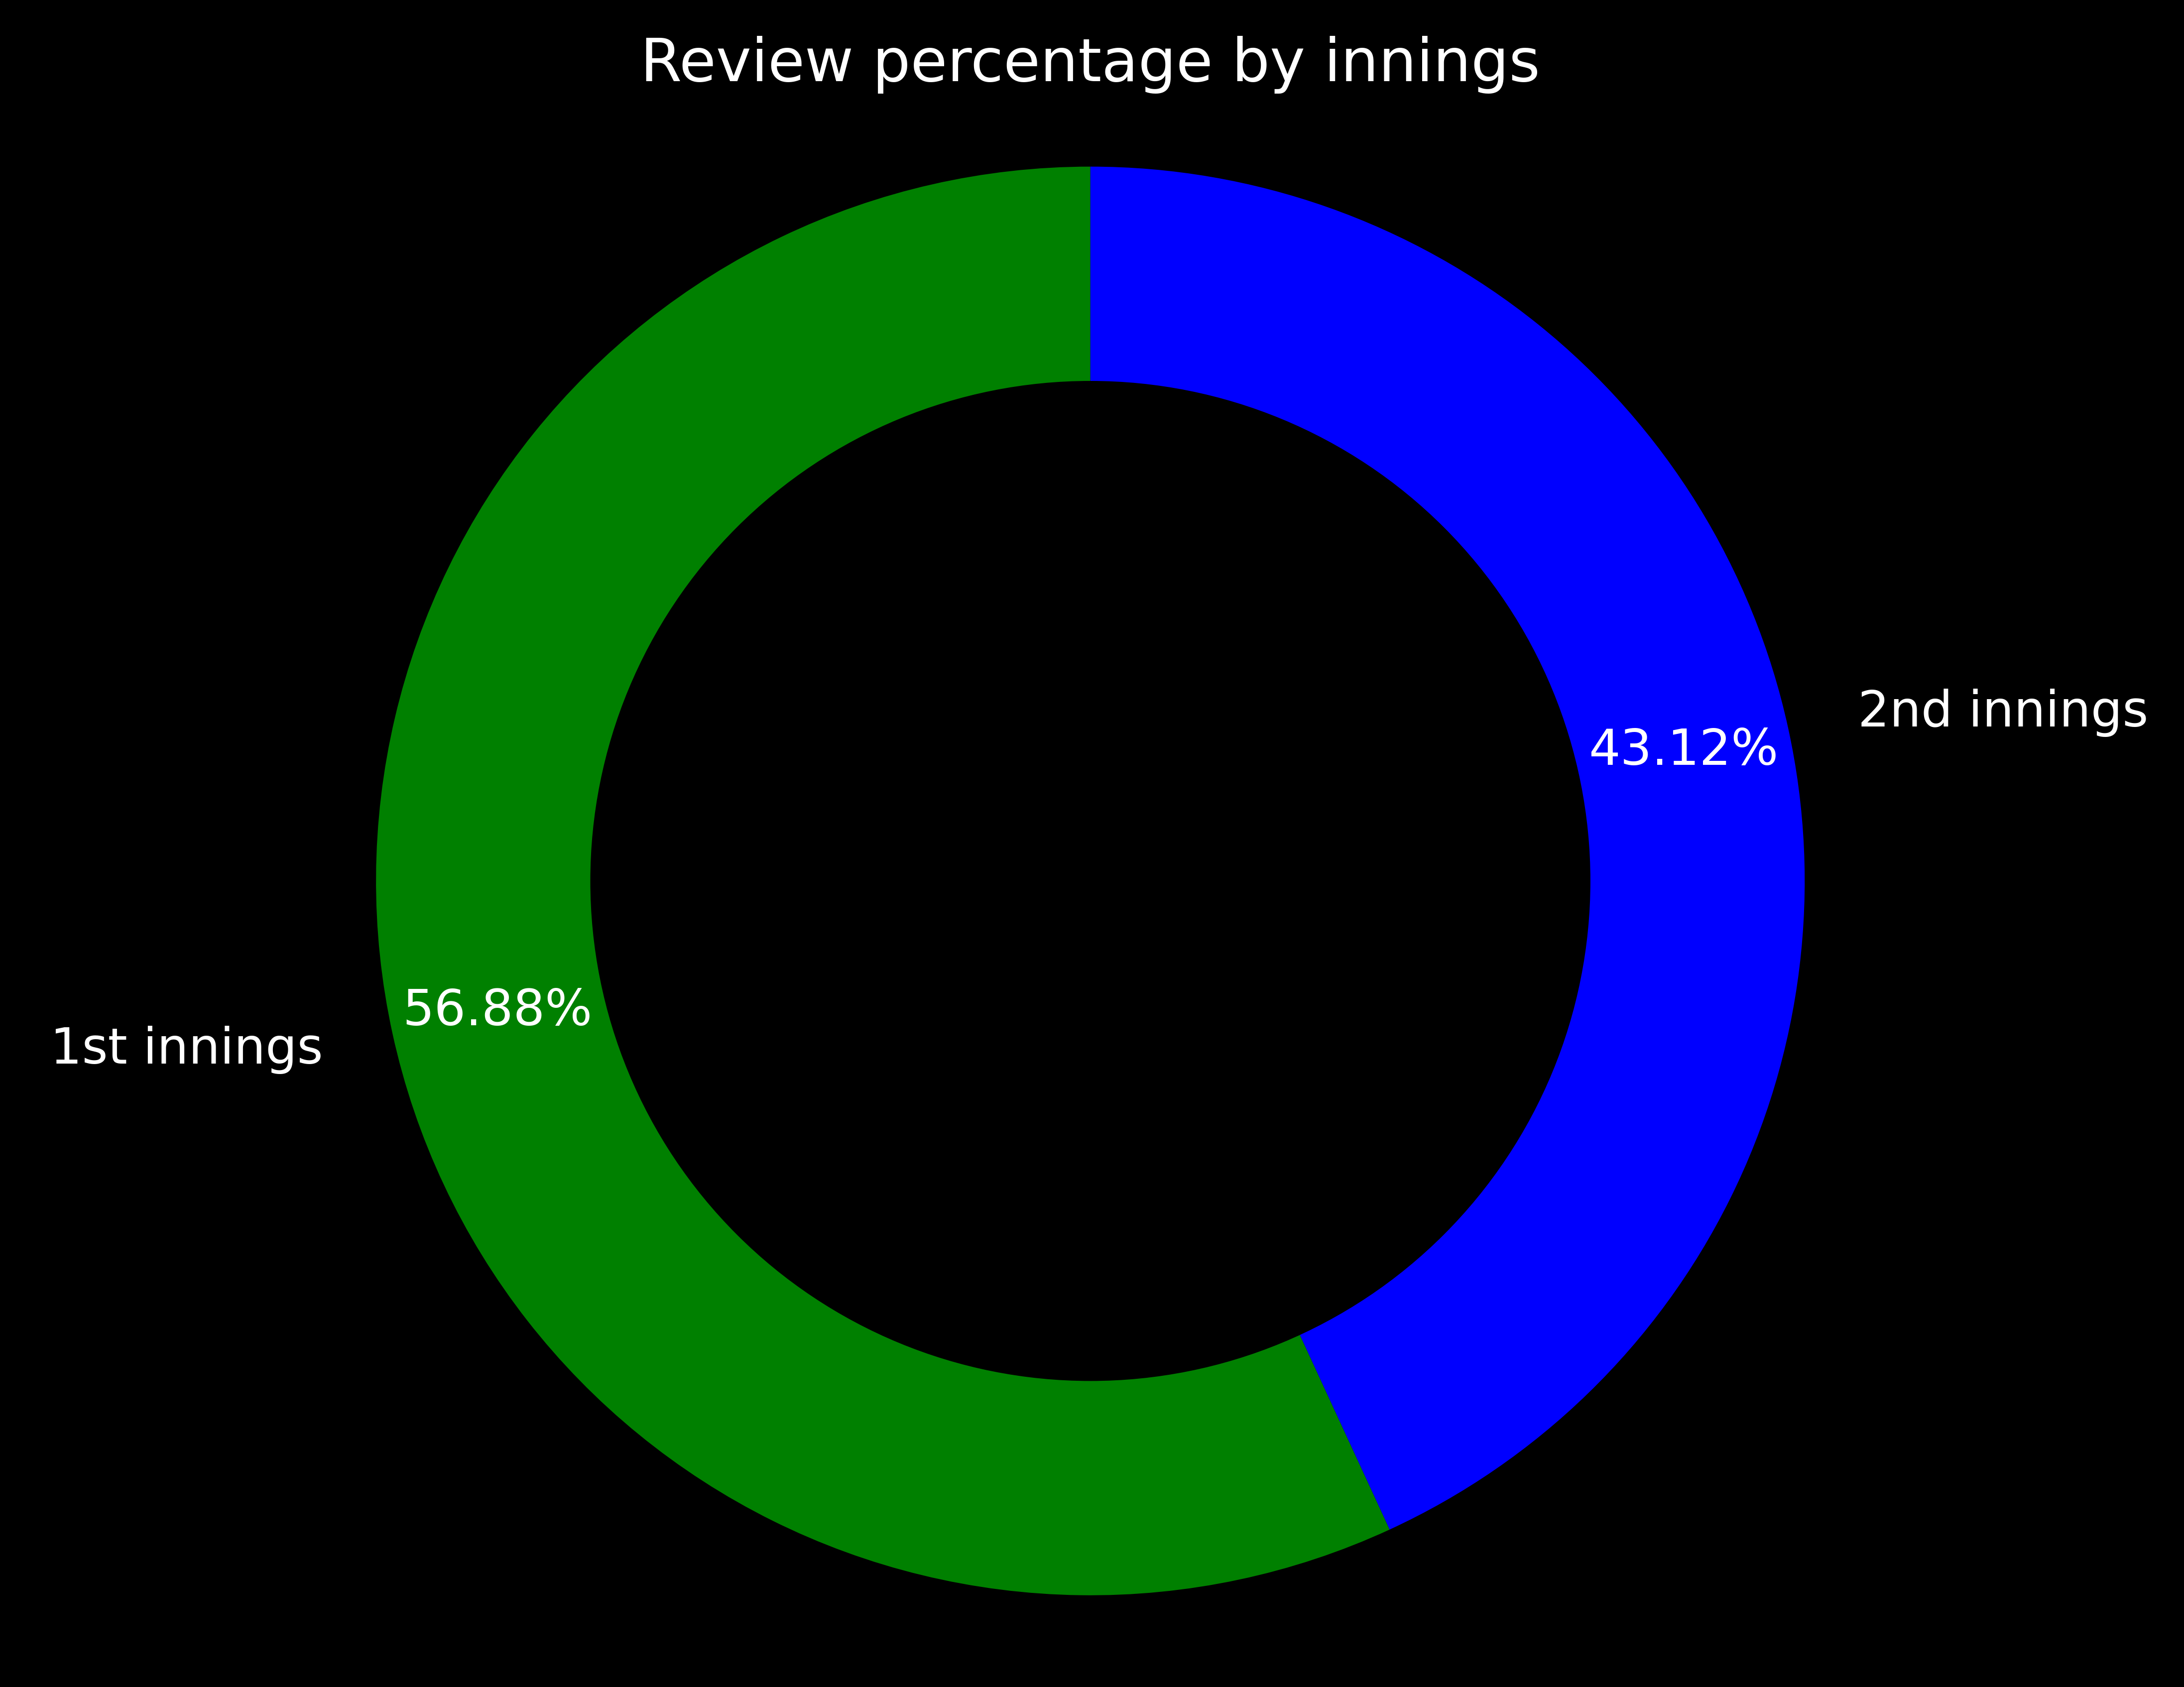 Review percentage by innings
2nd innings
43.12%
56.88%
1st innings